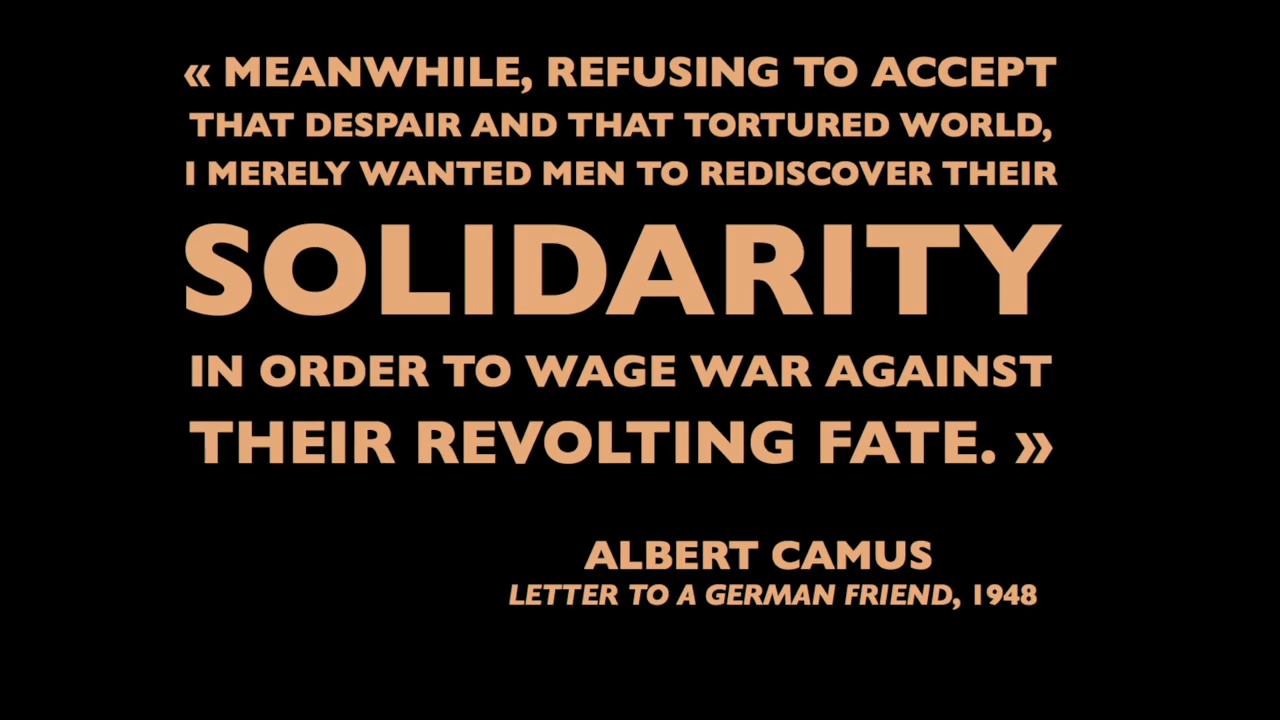 « MEANWHILE, REFUSING TO ACCEPT
THAT DESPAIR AND THAT TORTURED WORLD,
I MERELY WANTED MEN TO REDISCOVER THEIR
SOLIDARITY
IN ORDER TO WAGE WAR AGAINST
THEIR REVOLTING FATE. »
ALBERT CAMUS
LETTER TO A GERMAN FRIEND, 1948